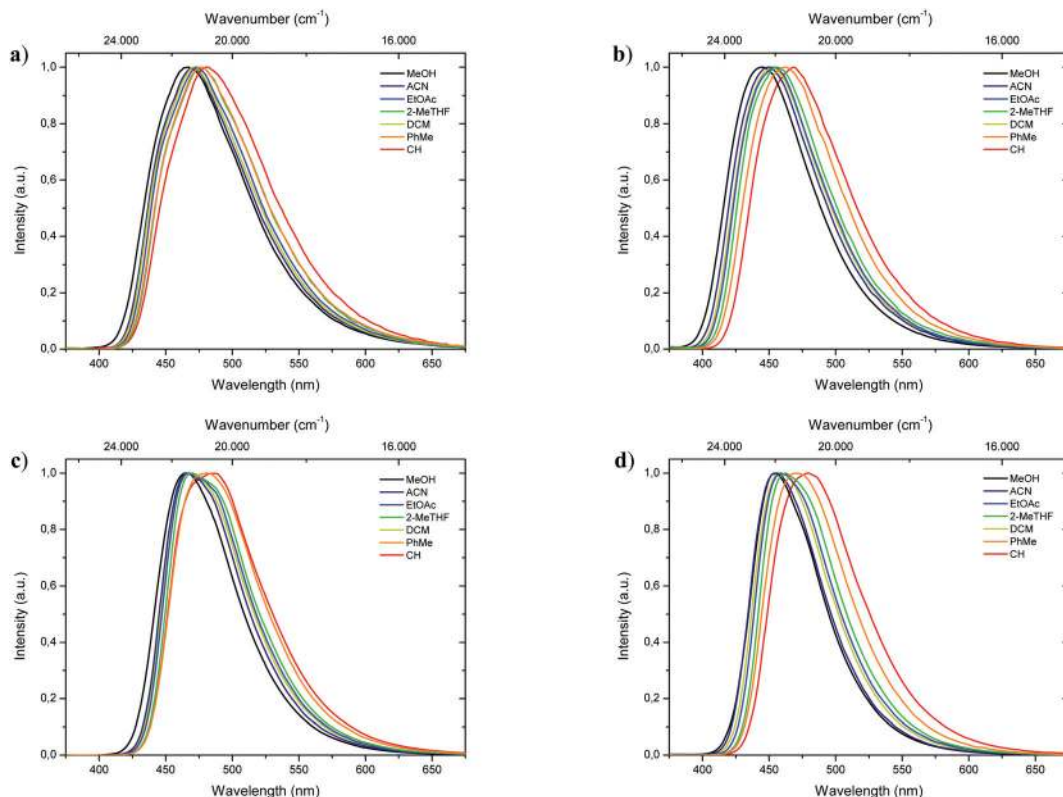 Wavenumber (cm-1)
24.000 20.000 16.000
a)
1,0
0,8
0,6
0,4
0,2
0,0
Intensity (a.u.)
MeOH
ACN
EtOAc
2-MeTHF
DCM
PhMe
CH
400 450 500 550 600 650
Wavelength (nm)
Wavenumber (cm-1)
24.000 20.000 16.000
b)
1,0
0,8
0,6
0,4
0,2
0,0
Intensity (a.u.)
MeOH
ACN
EtOAc
2-MeTHF
DCM
PhMe
CH
400 450 500 550 600 650
Wavelength (nm)
Wavenumber (cm-1)
24.000 20.000 16.000
c)
1,0
0,8
0,6
0,4
0,2
0,0
Intensity (a.u.)
MeOH
ACN
EtOAc
2-MeTHF
DCM
PhMe
CH
400 450 500 550 600 650
Wavelength (nm)
Wavenumber (cm-1)
24.000 20.000 16.000
d)
1,0
0,8
0,6
0,4
0,2
0,0
Intensity (a.u.)
MeOH
ACN
EtOAc
2-MeTHF
DCM
PhMe
CH
400 450 500 550 600 650
Wavelength (nm)